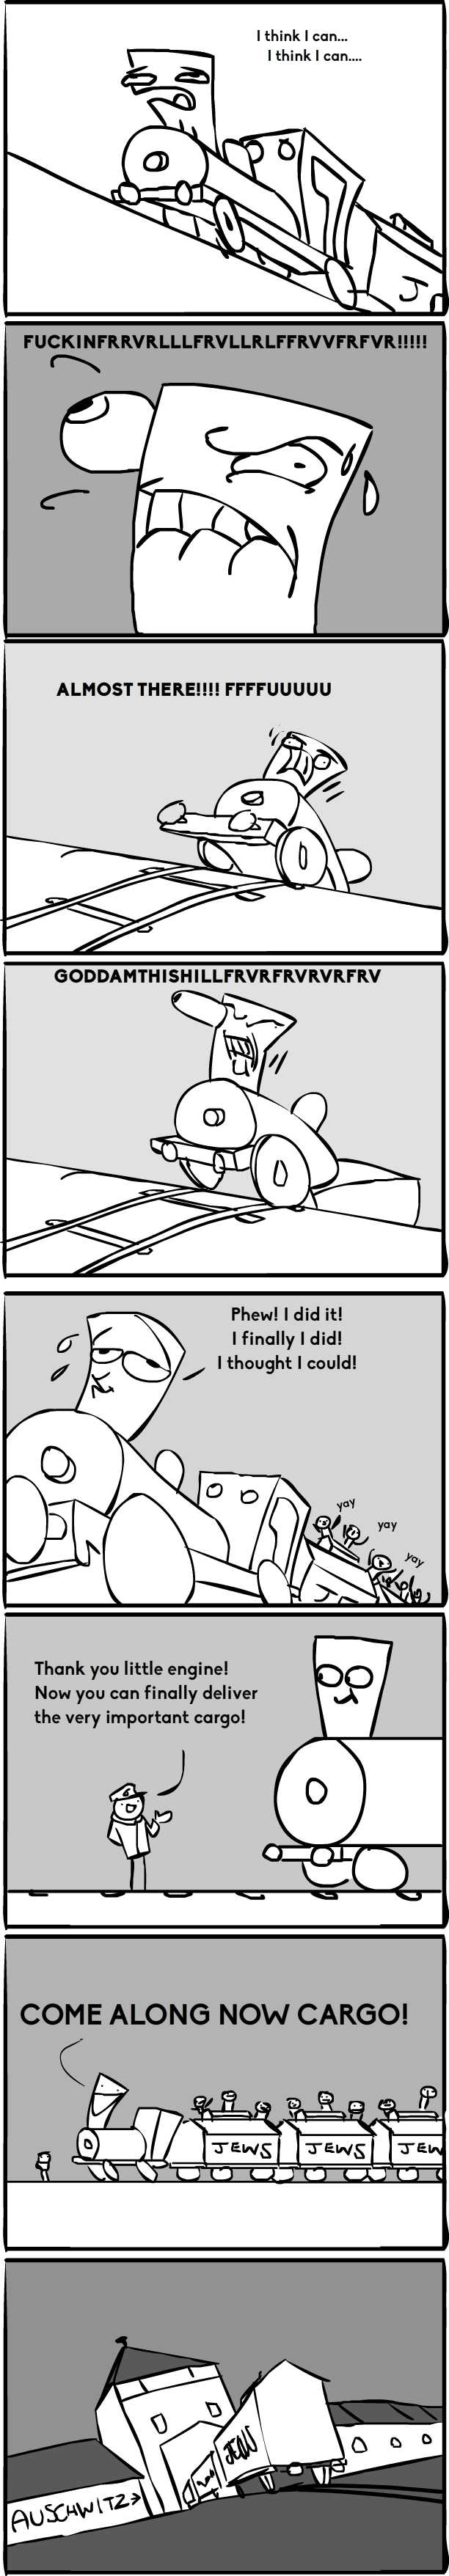 I think I can...
I think I can....
J
FUCKINFRRVRLLLFRVLLRLFFRVVFRFVR!!!!!
ALMOST THERE!!!! FFFFUUUUU
GODDAMTHISHILLFRVRFRVRVRFRV
Phew! I did it!
I finally I did!
I thought I could!
yay
yay
yay
J
Thank you little engine!
Now you can finally deliver
the very important cargo!
COME ALONG NOW CARGO!
JEWS
JEWS
JEW
JEWS
AUSCHWITZ→